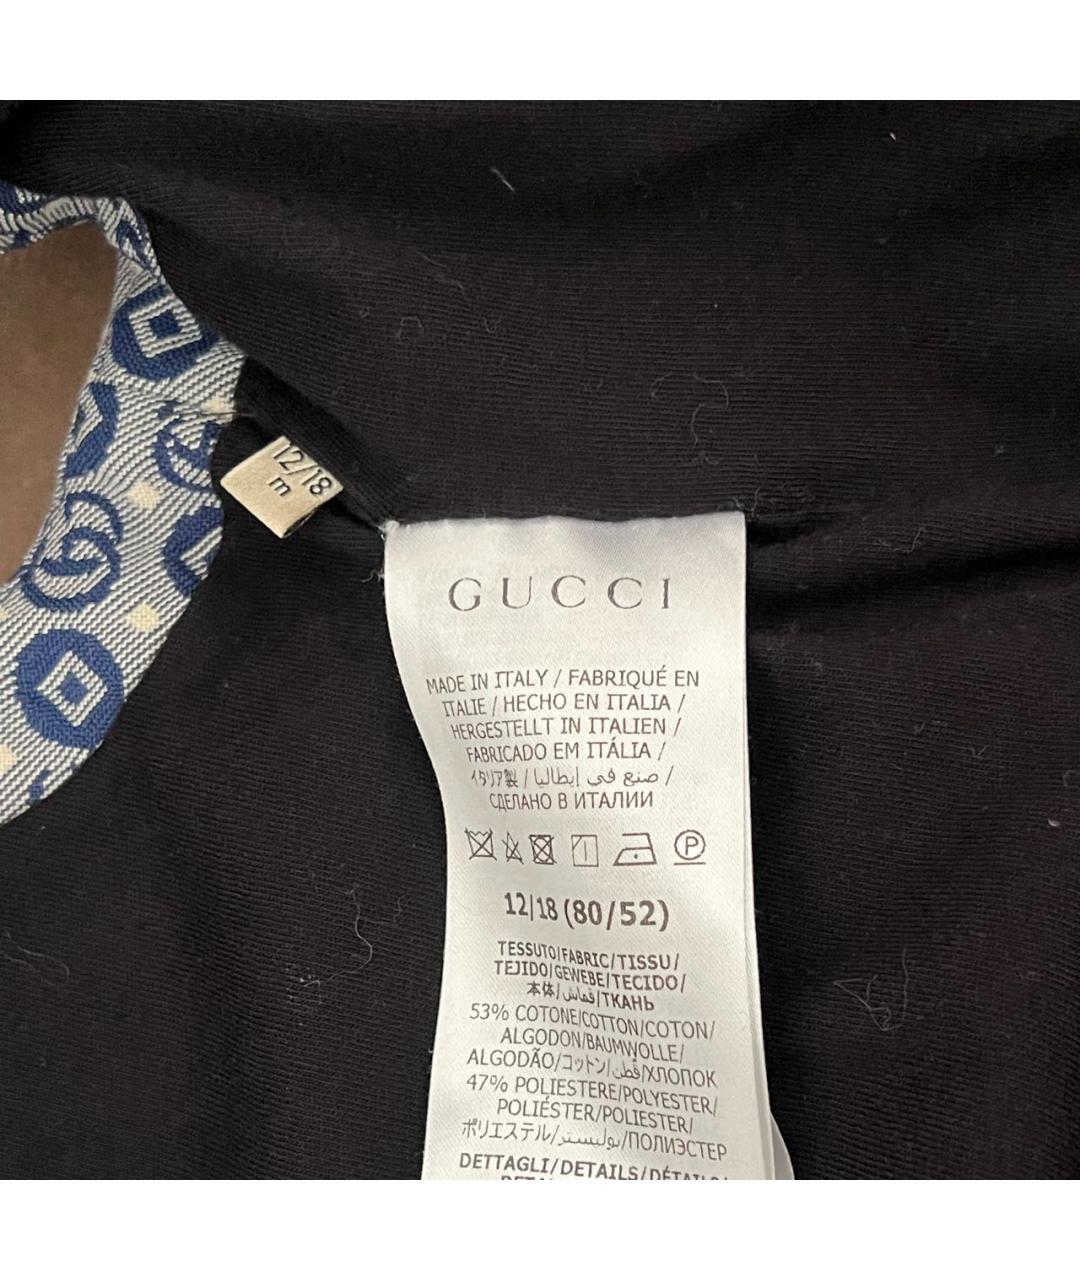 12/18
m
GUCCI
MADE IN ITALY / FABRIQUÉ EN
ITALIE / HECHO EN ITALIA /
HERGESTELLT IN ITALIEN /
FABRICADO EM ITÁLIA /
イタリア製 / صنع في إيطاليا /
СДЕЛАНО В ИТАЛИИ
P
12|18 (80/52)
TESSUTO/FABRIC/TISSU/
TEJIDO/GEWEBE/TECIDO/
本体/قماش/ТКАНЬ
53% COTONE/COTTON/COTON/
ALGODON/BAUMWOLLE/
ALGODÃO/コットン/قطن/ХЛОПОК
47% POLIESTERE/POLYESTER/
POLIÉSTER/POLIESTER/
ポリエステル/بوليستر/ПОЛИЭСТЕР
DETTAGLI/DETAILS/DÉTAILS/